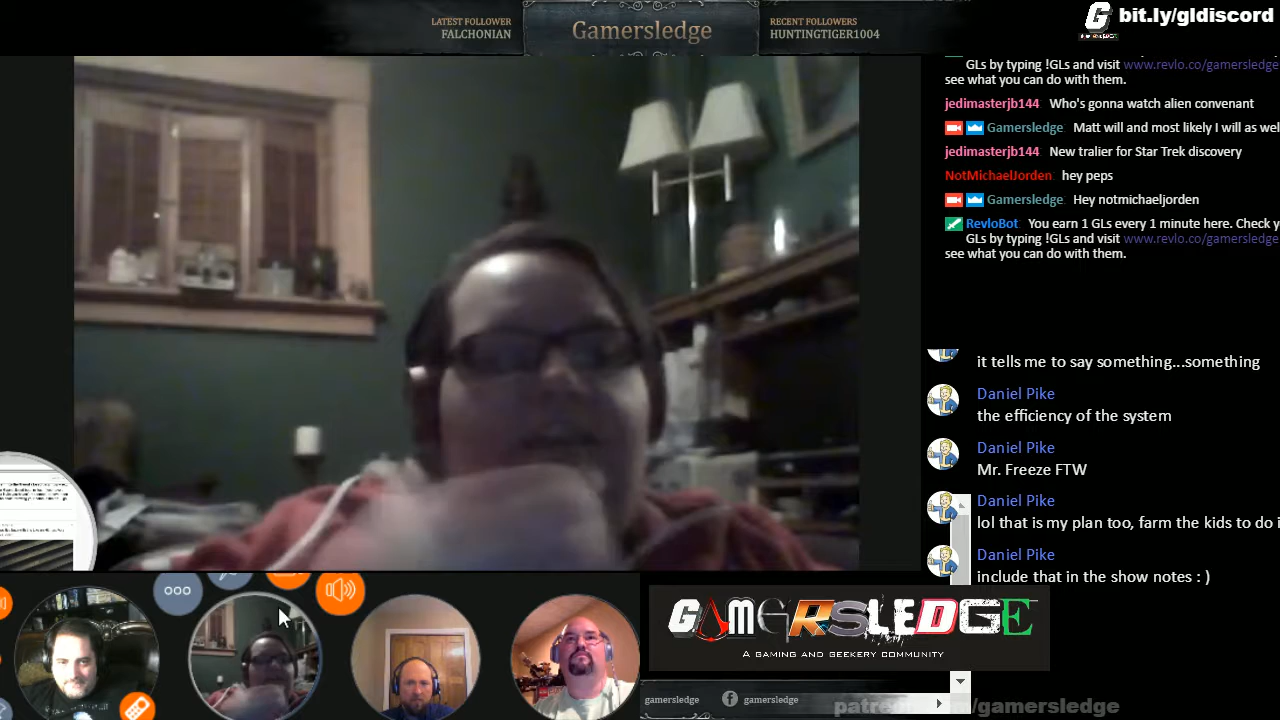 LATEST FOLLOWER
FALCHONIAN
Gamersledge
RECENT FOLLOWERS
HUNTINGTIGER1004
bit.ly/gldiscord
GLs by typing !GLs and visit www.revlo.co/gamersledge
see what you can do with them.
jedimasterjb144 Who's gonna watch alien convenant
Gamersledge: Matt will and most likely I will as wel
jedimasterjb144 New tralier for Star Trek discovery
NotMichaelJorden: hey peps
Gamersledge: Hey notmichaeljorden
RevloBot: You earn 1 GLs every 1 minute here. Check y
GLs by typing !GLs and visit www.revlo.co/gamersledge
see what you can do with them.
it tells me to say something...something
Daniel Pike
the efficiency of the system
Daniel Pike
Mr. Freeze FTW
Daniel Pike
lol that is my plan too, farm the kids to do i
Daniel Pike
include that in the show notes : )
GAMERSLEDGE
A GAMING AND GEEKERY COMMUNITY
gamersledge
gamersledge
patreon.com/gamersledge